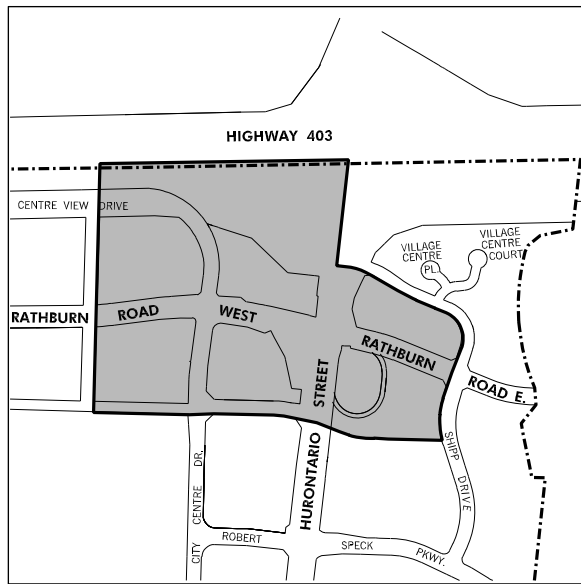 HIGHWAY 403
CENTRE VIEW DRIVE
VILLAGE
CENTRE
PL.
VILLAGE
CENTRE
COURT
RATHBURN ROAD WEST
RATHBURN
ROAD E.
HURONTARIO STREET
SHIPP DRIVE
CITY CENTRE DR.
ROBERT SPECK PKWY.